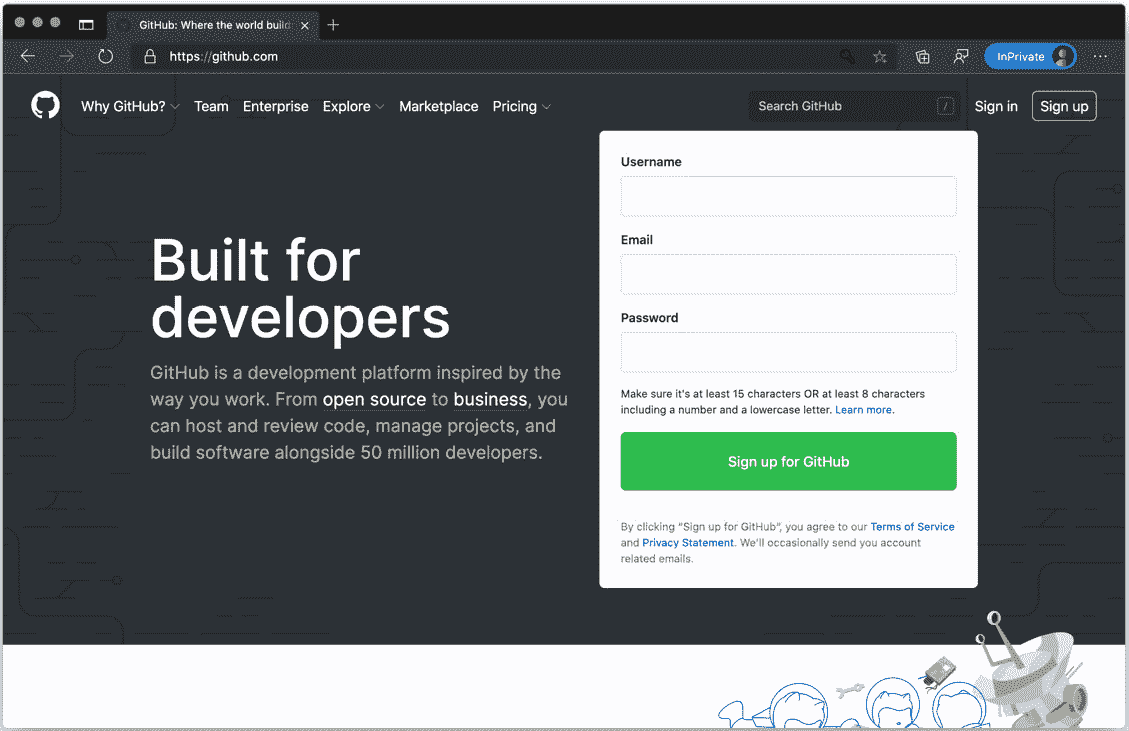 GitHub: Where the world build
https://github.com
InPrivate
Why GitHub? Team Enterprise Explore Marketplace Pricing
Search GitHub /
Sign in
Sign up
Built for
developers
GitHub is a development platform inspired by the
way you work. From open source to business, you
can host and review code, manage projects, and
build software alongside 50 million developers.
Username
Email
Password
Make sure it's at least 15 characters OR at least 8 characters
including a number and a lowercase letter. Learn more.
Sign up for GitHub
By clicking “Sign up for GitHub”, you agree to our Terms of Service
and Privacy Statement. We’ll occasionally send you account
related emails.